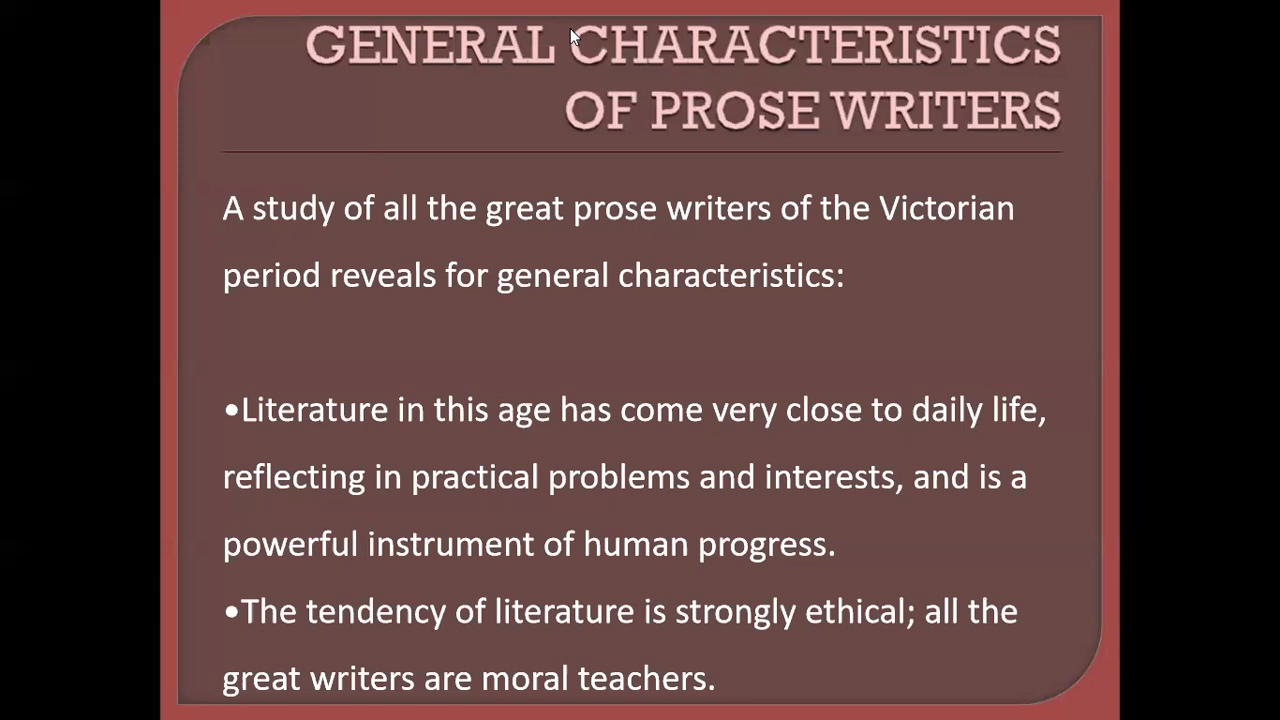 GENERAL CHARACTERISTICS
OF PROSE WRITERS
A study of all the great prose writers of the Victorian
period reveals for general characteristics:
•Literature in this age has come very close to daily life,
reflecting in practical problems and interests, and is a
powerful instrument of human progress.
•The tendency of literature is strongly ethical; all the
great writers are moral teachers.